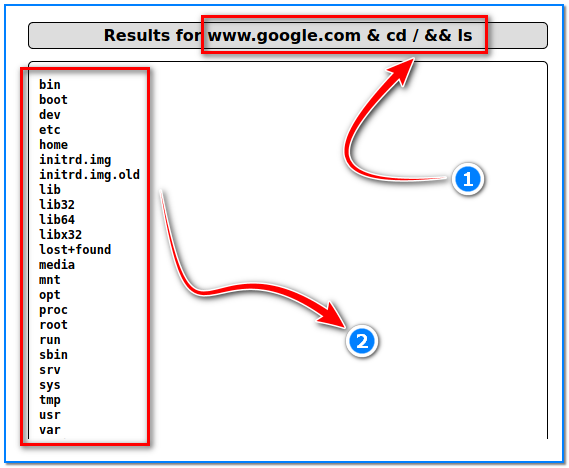 Results for www.google.com & cd / && ls
bin
boot
dev
etc
home
initrd.img
initrd.img.old
lib
lib32
lib64
libx32
lost+found
media
mnt
opt
proc
root
run
sbin
srv
sys
tmp
usr
var
1
2